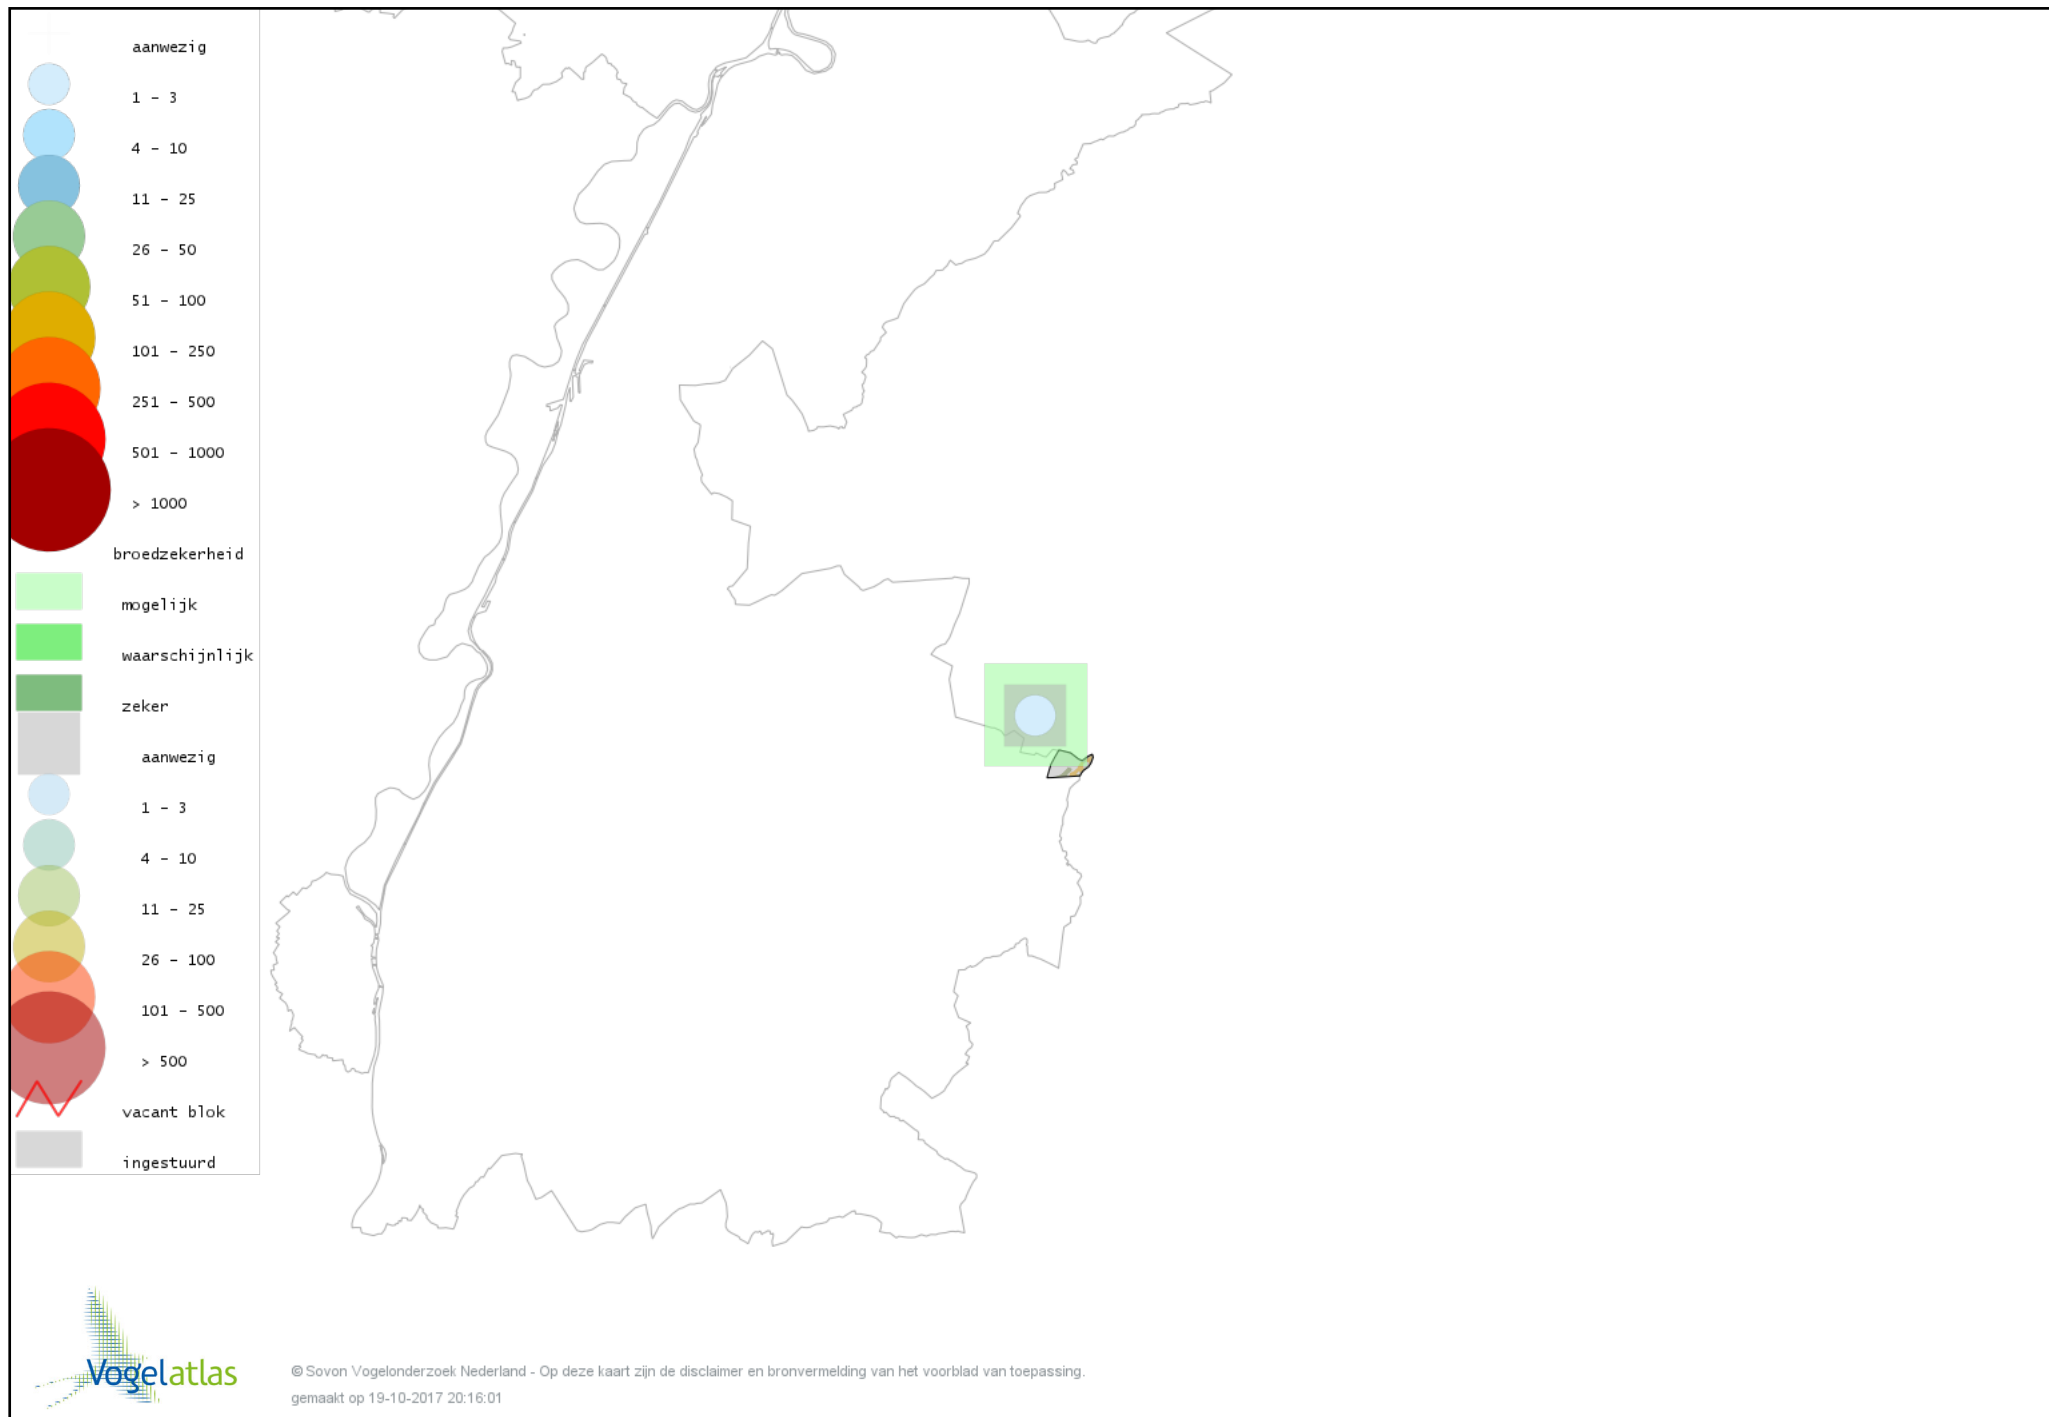 aanwezig
1 - 3
4 - 10
11 - 25
26 - 50
51 - 100
101 - 250
251 - 500
501 - 1000
> 1000
broedzekerheid
mogelijk
waarschijnlijk
zeker
aanwezig
1 - 3
4 - 10
11 - 25
26 - 100
101 - 500
> 500
vacant blok
ingestuurd
Vogelatlas
© Sovon Vogelonderzoek Nederland - Op deze kaart zijn de disclaimer en bronvermelding van het voorblad van toepassing.
gemaakt op 19-10-2017 20:16:01